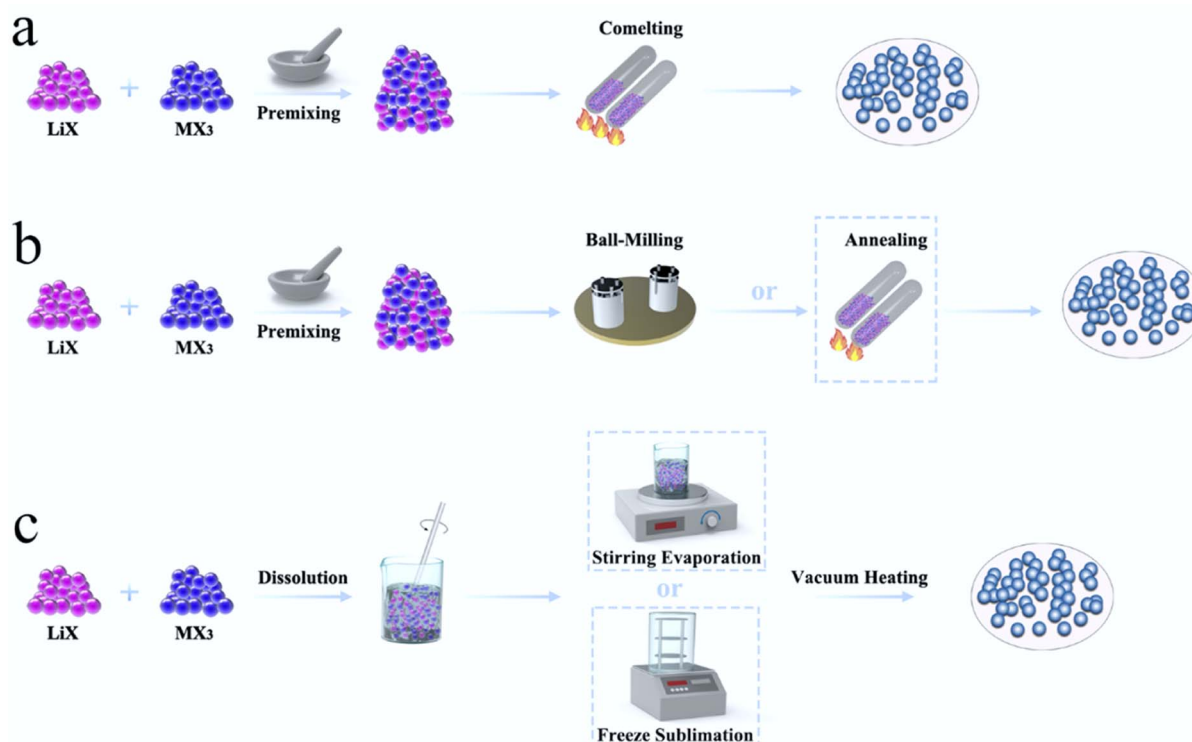 a
Comelting
Premixing
LiX + MX₃
b
Ball-Milling
Annealing
or
Premixing
LiX + MX₃
c
Dissolution
Stirring Evaporation
Vacuum Heating
or
LiX + MX₃
Freeze Sublimation